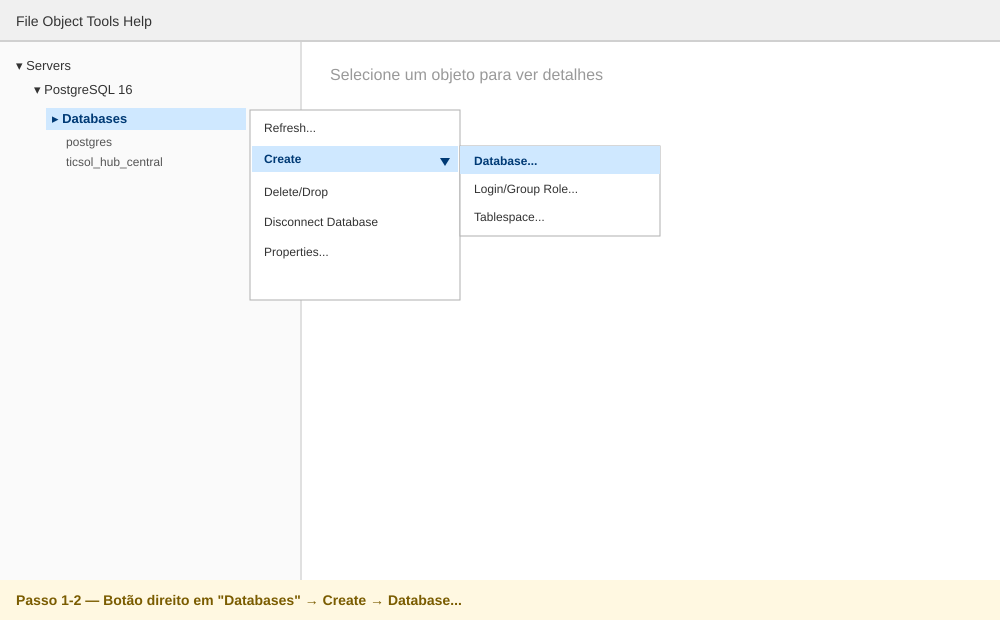 File Object Tools Help
▾ Servers
▾ PostgreSQL 16
▸ Databases
postgres
ticsol_hub_central
Selecione um objeto para ver detalhes
Refresh...
Create
Delete/Drop
Disconnect Database
Properties...
Database...
Login/Group Role...
Tablespace...
Passo 1-2 — Botão direito em "Databases" → Create → Database...